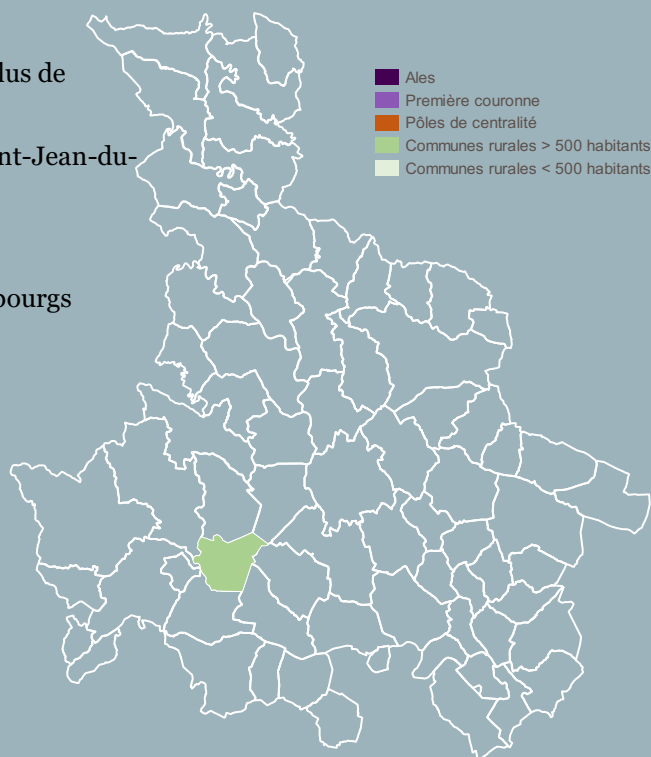 lus de
nt-Jean-du-
bourgs
Ales
Première couronne
Pôles de centralité
Communes rurales > 500 habitants
Communes rurales < 500 habitants